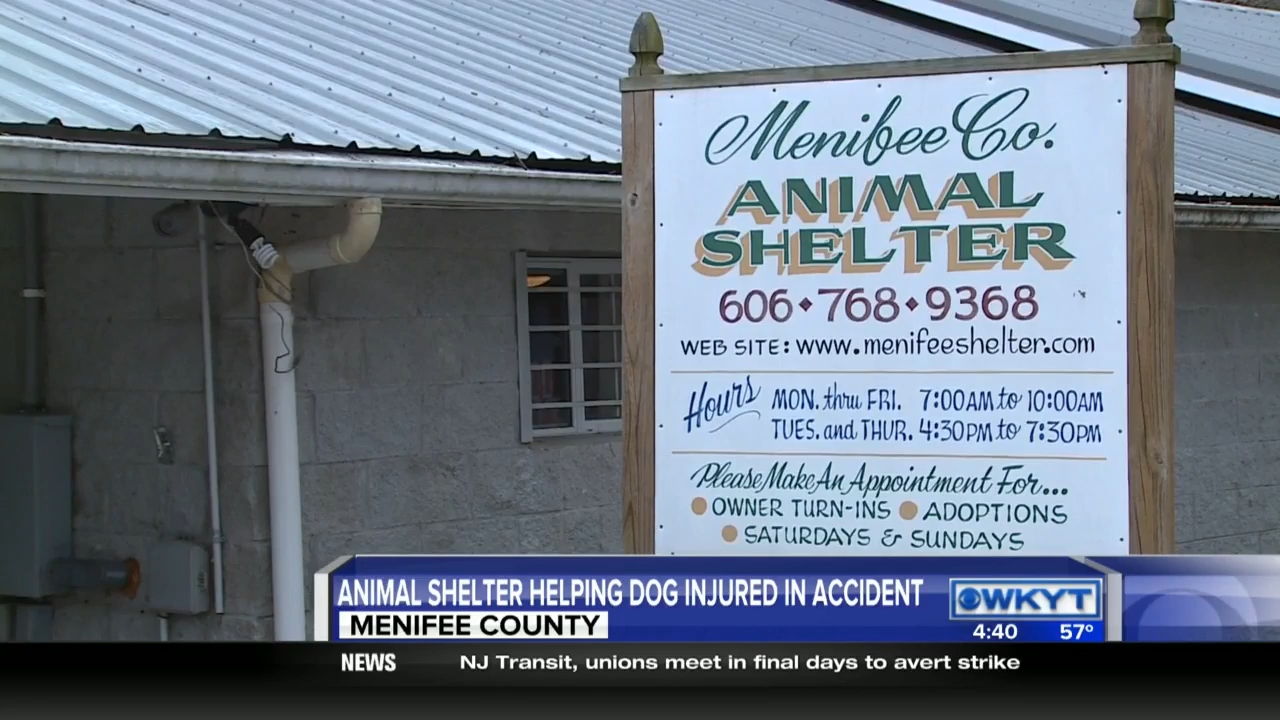 Menifee Co.
ANIMAL
SHELTER
606•768•9368
WEB SITE: www.menifeeshelter.com
Hours MON. thru FRI. 7:00AM to 10:00AM
TUES. and THUR. 4:30PM to 7:30PM
Please Make An Appointment For...
• OWNER TURN-INS • ADOPTIONS
• SATURDAYS & SUNDAYS
ANIMAL SHELTER HELPING DOG INJURED IN ACCIDENT
WKYT
MENIFEE COUNTY
4:40 57°
NEWS NJ Transit, unions meet in final days to avert strike